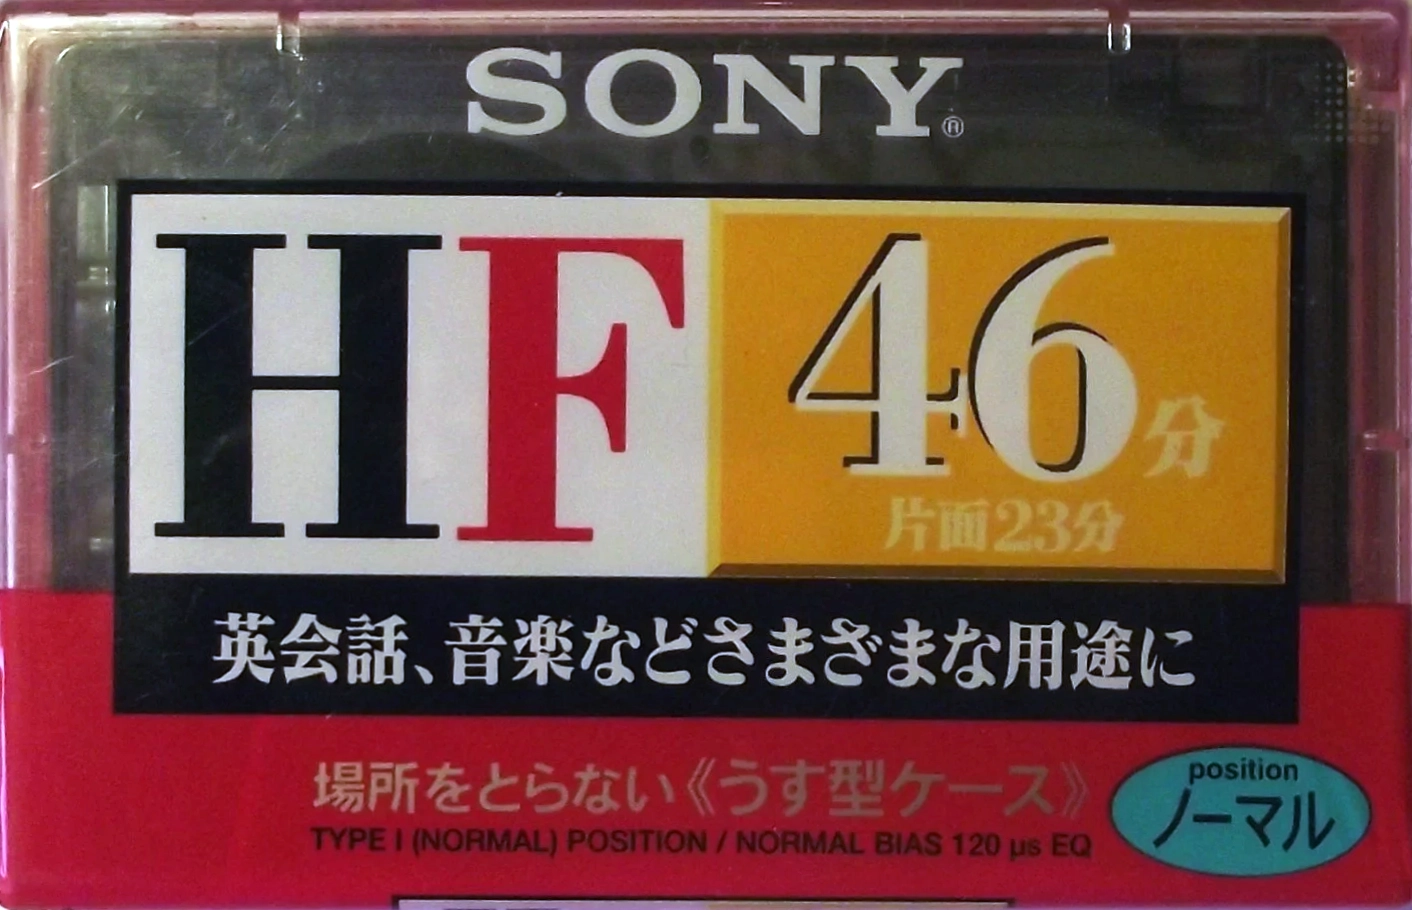 SONY®
HF 46分
片面23分
英会話、音楽などさまざまな用途に
場所をとらない《うす型ケース》
TYPE I (NORMAL) POSITION / NORMAL BIAS 120 μs EQ
position
ノーマル